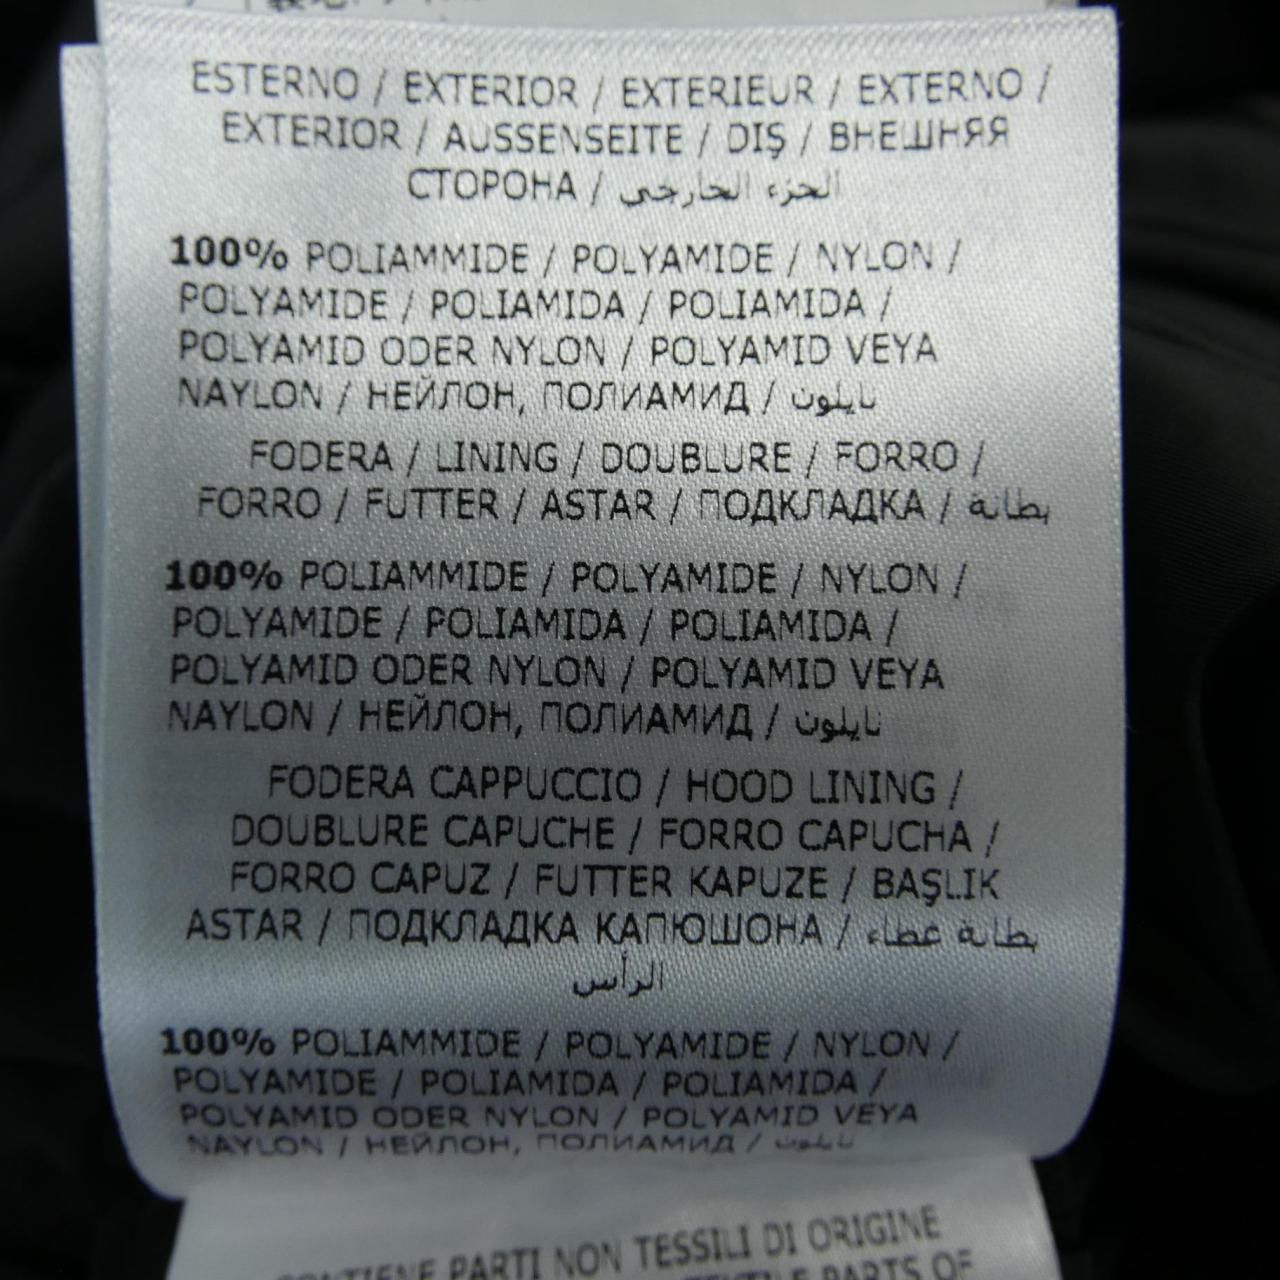 ESTERNO / EXTERIOR / EXTERIEUR / EXTERNO /
EXTERIOR / AUSSENSEITE / DIŞ / ВНЕШНЯЯ
СТОРОНА / الجزء الخارجي
100% POLIAMMIDE / POLYAMIDE / NYLON /
POLYAMIDE / POLIAMIDA / POLIAMIDA /
POLYAMID ODER NYLON / POLYAMID VEYA
NAYLON / НЕЙЛОН, ПОЛИАМИД / نايلون
FODERA / LINING / DOUBLURE / FORRO /
FORRO / FUTTER / ASTAR / ПОДКЛАДКА / بطانة
100% POLIAMMIDE / POLYAMIDE / NYLON /
POLYAMIDE / POLIAMIDA / POLIAMIDA /
POLYAMID ODER NYLON / POLYAMID VEYA
NAYLON / НЕЙЛОН, ПОЛИАМИД / نايلون
FODERA CAPPUCCIO / HOOD LINING /
DOUBLURE CAPUCHE / FORRO CAPUCHA /
FORRO CAPUZ / FUTTER KAPUZE / BAŞLIK
ASTAR / ПОДКЛАДКА КАПЮШОНА / بطانة غطاء
الرأس
100% POLIAMMIDE / POLYAMIDE / NYLON /
POLYAMIDE / POLIAMIDA / POLIAMIDA /
POLYAMID ODER NYLON / POLYAMID VEYA
NAYLON / НЕЙЛОН, ПОЛИАМИД / نايلون
CONTIENE PARTI NON TESSILI DI ORIGINE
PARTS OF